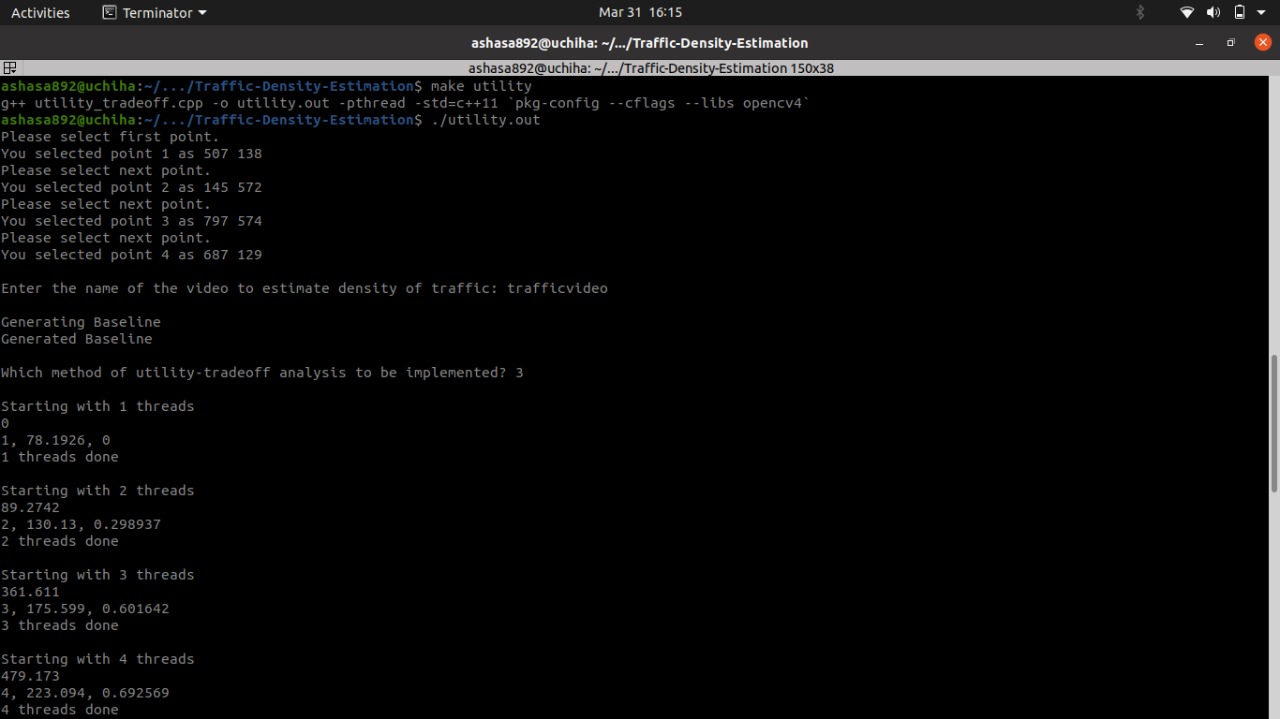 Activities
Terminator
Mar 31 16:15
ashasa892@uchiha: ~/.../Traffic-Density-Estimation
ashasa892@uchiha: ~/.../Traffic-Density-Estimation 150x38
ashasa892@uchiha:~/.../Traffic-Density-Estimation$ make utility
g++ utility_tradeoff.cpp -o utility.out -pthread -std=c++11 `pkg-config --cflags --libs opencv4`
ashasa892@uchiha:~/.../Traffic-Density-Estimation$ ./utility.out
Please select first point.
You selected point 1 as 507 138
Please select next point.
You selected point 2 as 145 572
Please select next point.
You selected point 3 as 797 574
Please select next point.
You selected point 4 as 687 129
Enter the name of the video to estimate density of traffic: trafficvideo
Generating Baseline
Generated Baseline
Which method of utility-tradeoff analysis to be implemented? 3
Starting with 1 threads
0
1, 78.1926, 0
1 threads done
Starting with 2 threads
89.2742
2, 130.13, 0.298937
2 threads done
Starting with 3 threads
361.611
3, 175.599, 0.601642
3 threads done
Starting with 4 threads
479.173
4, 223.094, 0.692569
4 threads done